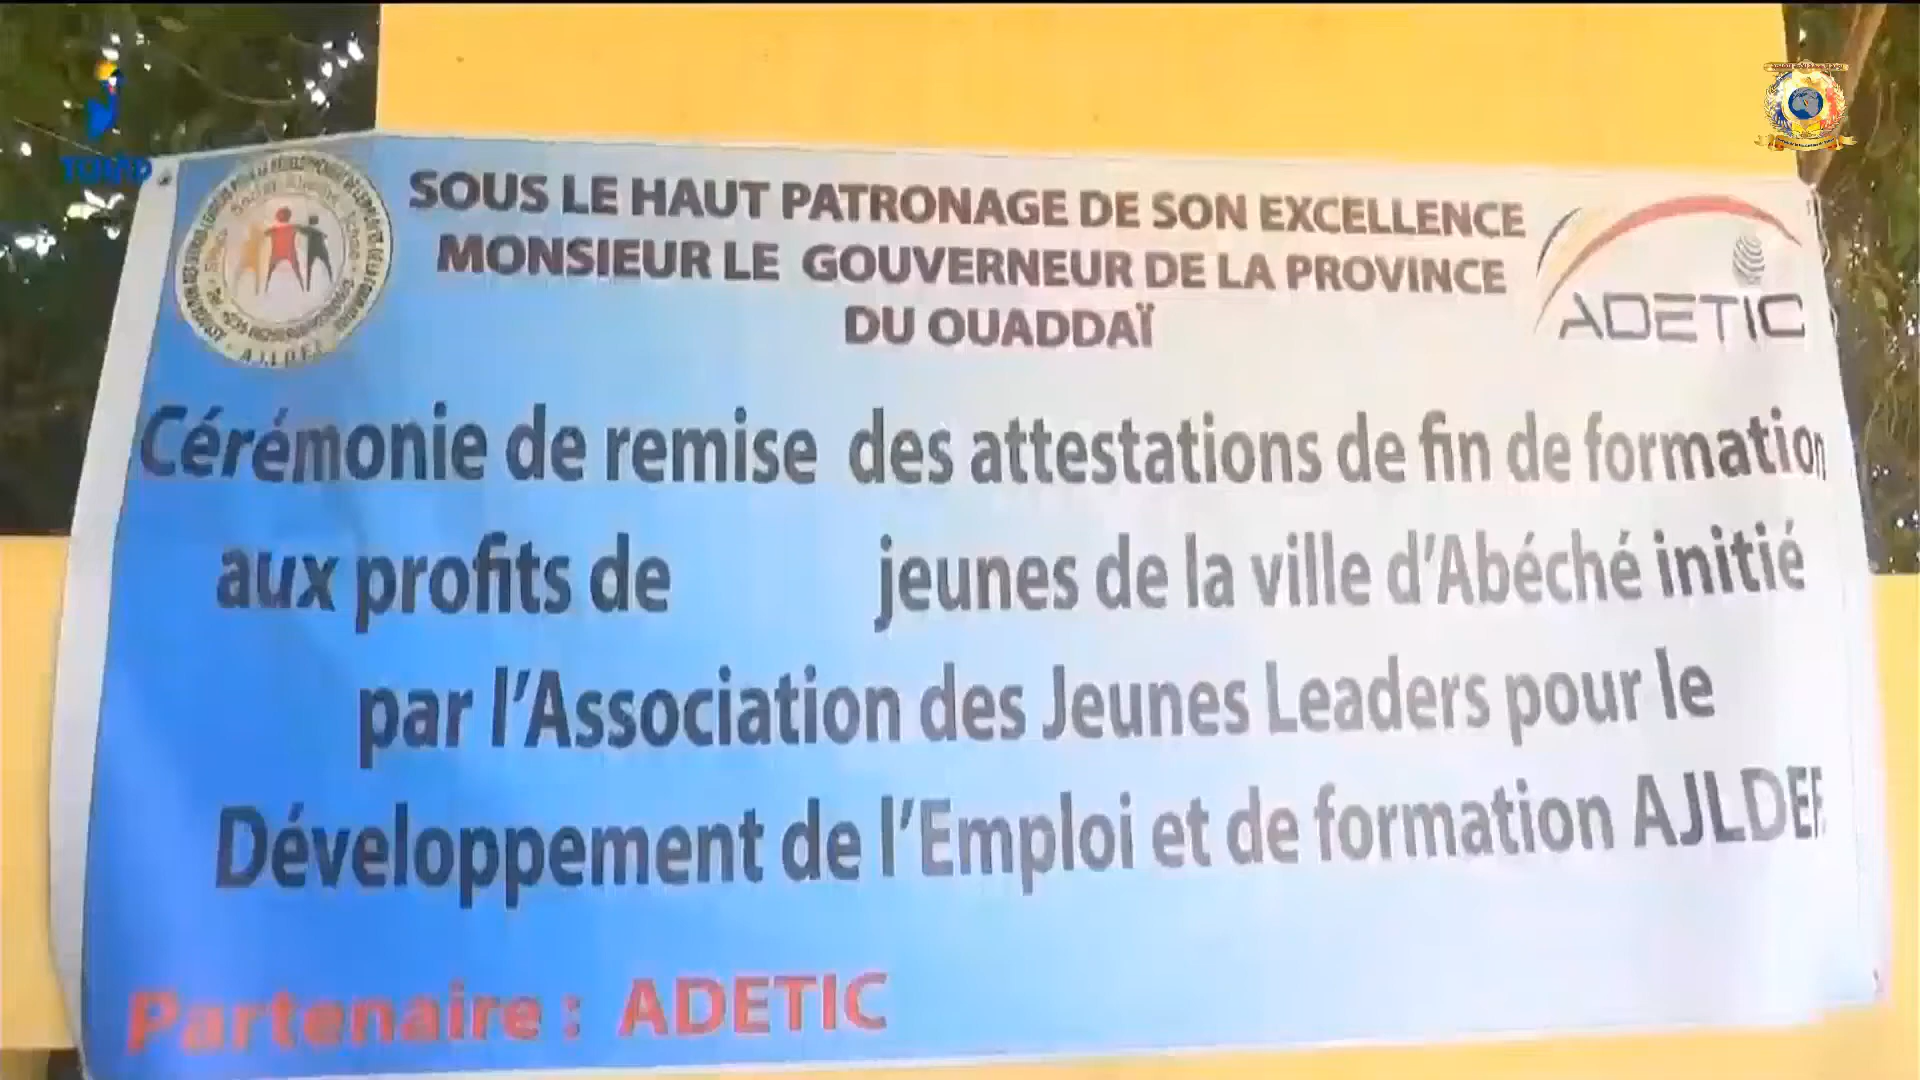 SOUS LE HAUT PATRONAGE DE SON EXCELLENCE
MONSIEUR LE GOUVERNEUR DE LA PROVINCE
DU OUADDAÏ
ADETIC
Cérémonie de remise des attestations de fin de formation
aux profits de jeunes de la ville d'Abéché initié
par l'Association des Jeunes Leaders pour le
Développement de l'Emploi et de formation AJLDEF
Partenaire : ADETIC